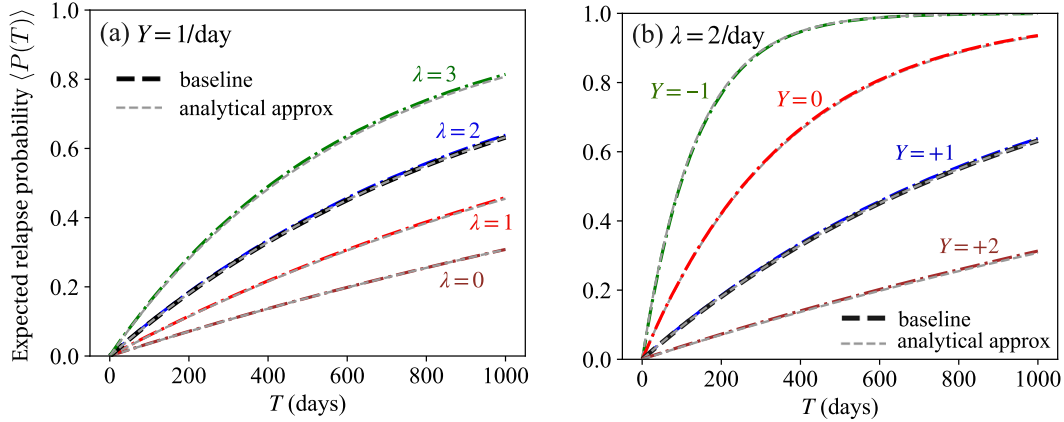 Expected relapse probability ⟨P(T)⟩
(a) Y = 1/day
baseline
analytical approx
λ = 3
λ = 2
λ = 1
λ = 0
1.0
0.8
0.6
0.4
0.2
0.0
0 200 400 600 800 1000
T (days)
(b) λ = 2/day
Y = −1
Y = 0
Y = +1
Y = +2
baseline
analytical approx
1.0
0.8
0.6
0.4
0.2
0.0
0 200 400 600 800 1000
T (days)